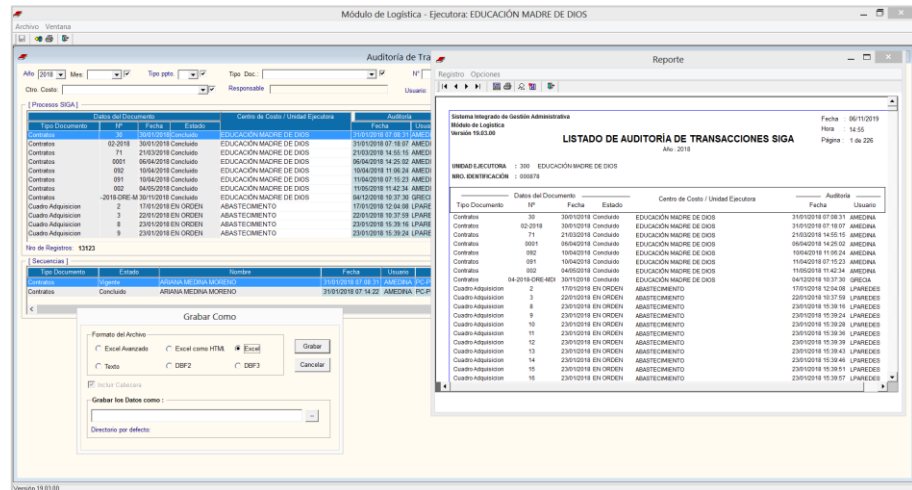 Módulo de Logística - Ejecutora: EDUCACIÓN MADRE DE DIOS
Archivo Ventana
Auditoría de Tra
Año 2018 Mes: Tipo ppto. Tipo Doc.: N°
Ctro. Costo: Responsable Usuario
[ Procesos SIGA ]
Datos del Documento Centro de Costo / Unidad Ejecutora Auditoría
Tipo Documento N° Fecha Estado Fecha Usua
Contratos 30 30/01/2018 Concluido EDUCACIÓN MADRE DE DIOS 31/01/2018 07:08:31 AMEDI
Contratos 02-2018 30/01/2018 Concluido EDUCACIÓN MADRE DE DIOS 31/01/2018 07:18:07 AMEDI
Contratos 71 21/03/2018 Concluido EDUCACIÓN MADRE DE DIOS 21/03/2018 14:55:15 AMEDI
Contratos 0001 06/04/2018 Concluido EDUCACIÓN MADRE DE DIOS 06/04/2018 14:25:02 AMEDI
Contratos 092 10/04/2018 Concluido EDUCACIÓN MADRE DE DIOS 10/04/2018 11:06:24 AMEDI
Contratos 091 10/04/2018 Concluido EDUCACIÓN MADRE DE DIOS 11/04/2018 07:15:23 AMEDI
Contratos 002 04/05/2018 Concluido EDUCACIÓN MADRE DE DIOS 11/05/2018 11:42:34 AMEDI
Contratos -2018-DRE-M 30/11/2018 Concluido EDUCACIÓN MADRE DE DIOS 04/12/2018 10:37:30 GRECI
Cuadro Adquisicion 2 17/01/2018 EN ORDEN ABASTECIMIENTO 17/01/2018 12:04:08 LPARE
Cuadro Adquisicion 3 22/01/2018 EN ORDEN ABASTECIMIENTO 22/01/2018 10:37:59 LPARE
Cuadro Adquisicion 8 23/01/2018 EN ORDEN ABASTECIMIENTO 23/01/2018 15:39:16 LPARE
Cuadro Adquisicion 9 23/01/2018 EN ORDEN ABASTECIMIENTO 23/01/2018 15:39:24 LPARE
Nro de Registros: 13123
[ Secuencias ]
Tipo Documento Estado Nombre Fecha Usuario
Contratos Vigente ARIANA MEDINA MORENO 31/01/2018 07:08:31 AMEDINA PC-P
Contratos Concluido ARIANA MEDINA MORENO 31/01/2018 07:14:22 AMEDINA PC-P
Grabar Como
Formato del Archivo
Excel Avanzado Excel como HTML Excel Grabar
Texto DBF2 DBF3 Cancelar
Incluir Cabecera
Grabar los Datos como :
...
Directorio por defecto:
Versión 19.03.00
Reporte
Registro Opciones
Sistema Integrado de Gestión Administrativa Fecha : 06/11/2019
Módulo de Logística Hora : 14:55
Versión 19.03.00 LISTADO DE AUDITORÍA DE TRANSACCIONES SIGA Página : 1 de 226
Año : 2018
UNIDAD EJECUTORA : 300 EDUCACIÓN MADRE DE DIOS
NRO. IDENTIFICACIÓN : 000878
Datos del Documento Centro de Costo / Unidad Ejecutora Auditoría
Tipo Documento N° Fecha Estado Fecha Usuario
Contratos 30 30/01/2018 Concluido EDUCACIÓN MADRE DE DIOS 31/01/2018 07:08:31 AMEDINA
Contratos 02-2018 30/01/2018 Concluido EDUCACIÓN MADRE DE DIOS 31/01/2018 07:18:07 AMEDINA
Contratos 71 21/03/2018 Concluido EDUCACIÓN MADRE DE DIOS 21/03/2018 14:55:15 AMEDINA
Contratos 0001 06/04/2018 Concluido EDUCACIÓN MADRE DE DIOS 06/04/2018 14:25:02 AMEDINA
Contratos 092 10/04/2018 Concluido EDUCACIÓN MADRE DE DIOS 10/04/2018 11:06:24 AMEDINA
Contratos 091 10/04/2018 Concluido EDUCACIÓN MADRE DE DIOS 11/04/2018 07:15:23 AMEDINA
Contratos 002 04/05/2018 Concluido EDUCACIÓN MADRE DE DIOS 11/05/2018 11:42:34 AMEDINA
Contratos 04-2018-DRE-MDI 30/11/2018 Concluido EDUCACIÓN MADRE DE DIOS 04/12/2018 10:37:30 GRECIA
Cuadro Adquisicion 2 17/01/2018 EN ORDEN ABASTECIMIENTO 17/01/2018 12:04:08 LPAREDES
Cuadro Adquisicion 3 22/01/2018 EN ORDEN ABASTECIMIENTO 22/01/2018 10:37:59 LPAREDES
Cuadro Adquisicion 8 23/01/2018 EN ORDEN ABASTECIMIENTO 23/01/2018 15:39:16 LPAREDES
Cuadro Adquisicion 9 23/01/2018 EN ORDEN ABASTECIMIENTO 23/01/2018 15:39:24 LPAREDES
Cuadro Adquisicion 10 23/01/2018 EN ORDEN ABASTECIMIENTO 23/01/2018 15:39:28 LPAREDES
Cuadro Adquisicion 11 23/01/2018 EN ORDEN ABASTECIMIENTO 23/01/2018 15:39:36 LPAREDES
Cuadro Adquisicion 12 23/01/2018 EN ORDEN ABASTECIMIENTO 23/01/2018 15:39:39 LPAREDES
Cuadro Adquisicion 13 23/01/2018 EN ORDEN ABASTECIMIENTO 23/01/2018 15:39:43 LPAREDES
Cuadro Adquisicion 14 23/01/2018 EN ORDEN ABASTECIMIENTO 23/01/2018 15:39:46 LPAREDES
Cuadro Adquisicion 15 23/01/2018 EN ORDEN ABASTECIMIENTO 23/01/2018 15:39:51 LPAREDES
Cuadro Adquisicion 16 23/01/2018 EN ORDEN ABASTECIMIENTO 23/01/2018 15:39:57 LPAREDES